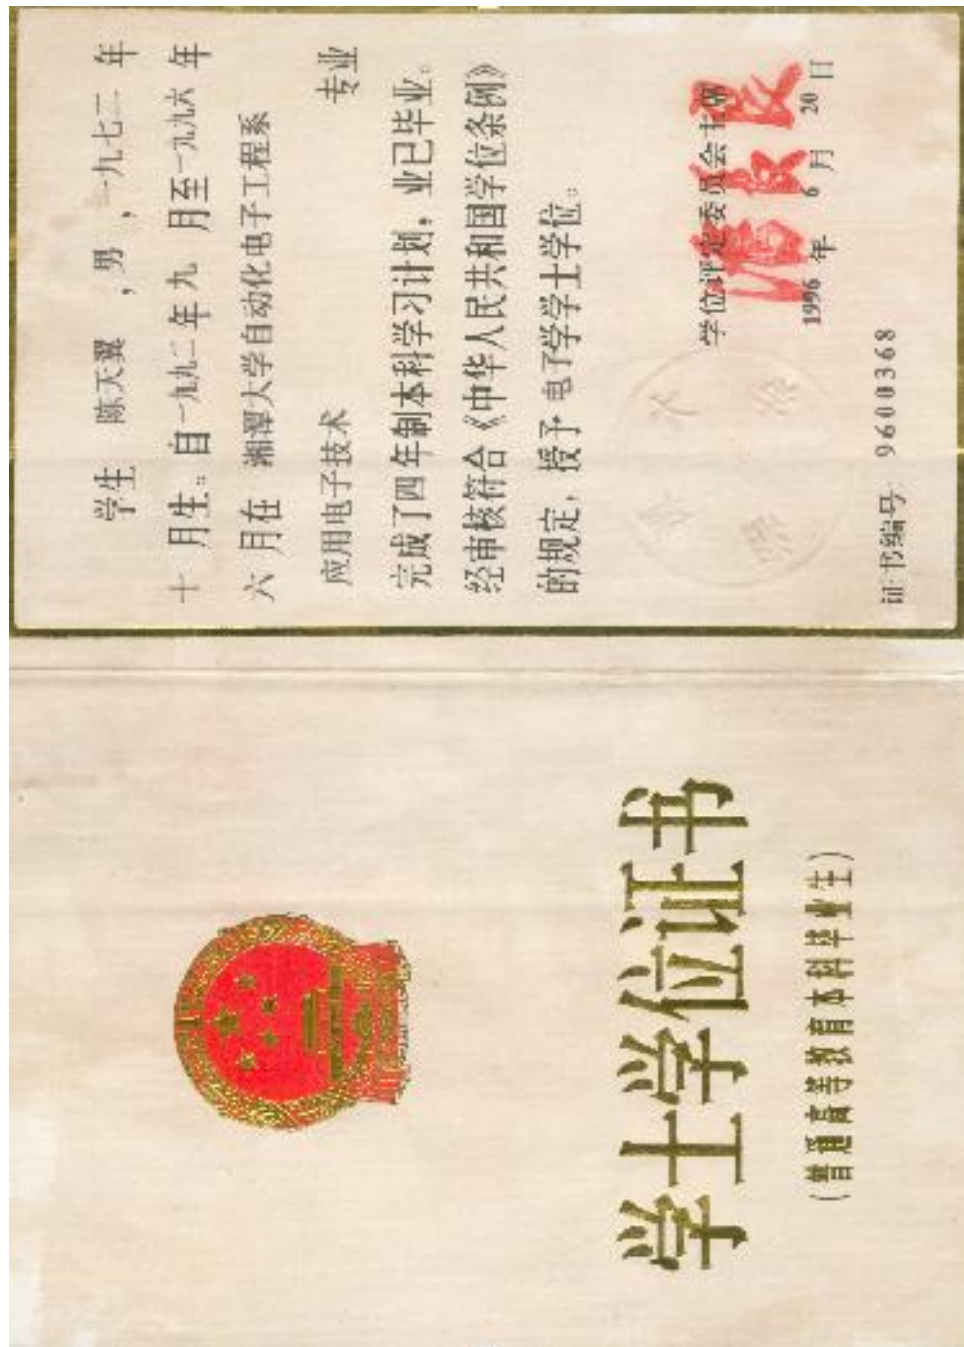 学士学位证书
(普通高等教育本科毕业生)
学生 陈天翼 , 男 , 一九七二 年
十 月生。自 一九九二 年 九 月至 一九九六 年
六 月在 湘潭大学自动化电子工程系
应用电子技术 专业
完成了四年制本科学习计划,业已毕业。
经审核符合《中华人民共和国学位条例》
的规定,授予 电子学学士学位。
学位评定委员会主席
1996 年 6 月 20 日
证书编号 9600368